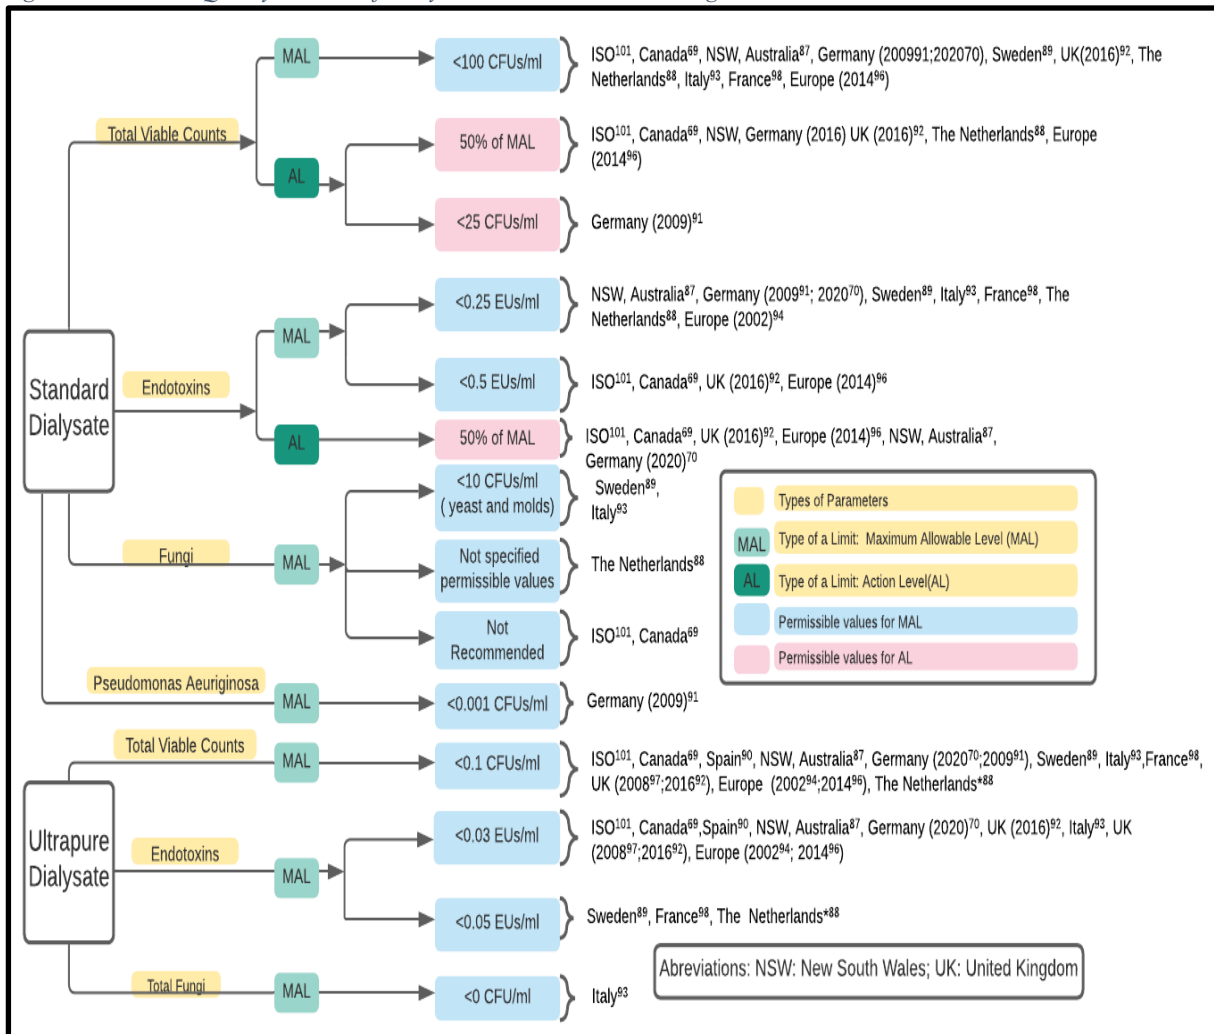 MAL
<100 CFUs/ml
ISO¹⁰¹, Canada⁶⁹, NSW, Australia⁸⁷, Germany (200991;202070), Sweden⁸⁹, UK(2016)⁹², The
Netherlands⁸⁸, Italy⁹³, France⁹⁸, Europe (2014⁹⁶)
Total Viable Counts
AL
50% of MAL
ISO¹⁰¹, Canada⁶⁹, NSW, Germany (2016) UK (2016)⁹², The Netherlands⁸⁸, Europe
(2014⁹⁶)
<25 CFUs/ml
Germany (2009)⁹¹
Standard
Dialysate
Endotoxins
MAL
<0.25 EUs/ml
NSW, Australia⁸⁷, Germany (2009⁹¹; 2020⁷⁰), Sweden⁸⁹, Italy⁹³, France⁹⁸, The
Netherlands⁸⁸, Europe (2002)⁹⁴
<0.5 EUs/ml
ISO¹⁰¹, Canada⁶⁹, UK (2016)⁹², Europe (2014)⁹⁶
AL
50% of MAL
ISO¹⁰¹, Canada⁶⁹, UK (2016)⁹², Europe (2014)⁹⁶, NSW, Australia⁸⁷,
Germany (2020)⁷⁰
Fungi
MAL
<10 CFUs/ml
( yeast and molds)
Sweden⁸⁹,
Italy⁹³
Not specified
permissible values
The Netherlands⁸⁸
Not
Recommended
ISO¹⁰¹, Canada⁶⁹
Pseudomonas Aeuriginosa
MAL
<0.001 CFUs/ml
Germany (2009)⁹¹
Types of Parameters
MAL
Type of a Limit: Maximum Allowable Level (MAL)
AL
Type of a Limit: Action Level(AL)
Permissible values for MAL
Permissible values for AL
Ultrapure
Dialysate
Total Viable Counts
MAL
<0.1 CFUs/ml
ISO¹⁰¹, Canada⁶⁹, Spain⁹⁰, NSW, Australia⁸⁷, Germany (2020⁷⁰;2009⁹¹), Sweden⁸⁹, Italy⁹³,France⁹⁸,
UK (2008⁹⁷;2016⁹²), Europe (2002⁹⁴;2014⁹⁶), The Netherlands*⁸⁸
Endotoxins
MAL
<0.03 EUs/ml
ISO¹⁰¹, Canada⁶⁹,Spain⁹⁰, NSW, Australia⁸⁷, Germany (2020)⁷⁰, UK (2016)⁹², Italy⁹³, UK
(2008⁹⁷;2016⁹²), Europe (2002⁹⁴; 2014⁹⁶)
<0.05 EUs/ml
Sweden⁸⁹, France⁹⁸, The Netherlands*⁸⁸
Total Fungi
MAL
<0 CFU/ml
Italy⁹³
Abreviations: NSW: New South Wales; UK: United Kingdom